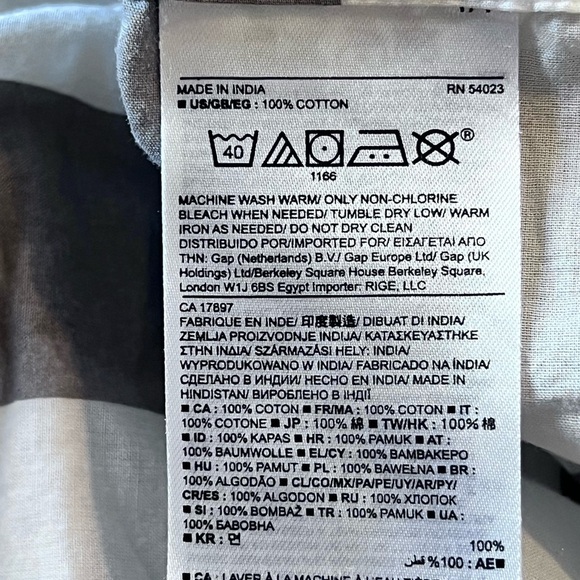 MADE IN INDIA RN 54023
■ US/GB/EG : 100% COTTON
40 ®
1166
MACHINE WASH WARM/ ONLY NON-CHLORINE
BLEACH WHEN NEEDED/ TUMBLE DRY LOW/ WARM
IRON AS NEEDED/ DO NOT DRY CLEAN
DISTRIBUIDO POR/IMPORTED FOR/ ΕΙΣΑΓΕΤΑΙ ΑΠΟ
ΤΗΝ: Gap (Netherlands) B.V./ Gap Europe Ltd/ Gap (UK
Holdings) Ltd/Berkeley Square House Berkeley Square,
London W1J 6BS Egypt Importer: RIGE, LLC
CA 17897
FABRIQUE EN INDE/ 印度製造/ DIBUAT DI INDIA/
ZEMLJA PROIZVODNJE INDIJA/ ΚΑΤΑΣΚΕΥΑΣΤΗΚΕ
ΣΤΗΝ ΙΝΔΙΑ/ SZÁRMAZÁSI HELY: INDIA/
WYPRODUKOWANO W INDIA/ FABRICADO NA ÍNDIA/
СДЕЛАНО В ИНДИИ/ HECHO EN INDIA/ MADE IN
HINDISTAN/ ВИРОБЛЕНО В ІНДІЇ
■ CA : 100% COTON ■ FR/MA : 100% COTON ■ IT :
100% COTONE ■ JP : 100% 綿 ■ TW/HK : 100% 棉
■ ID : 100% KAPAS ■ HR : 100% PAMUK ■ AT :
100% BAUMWOLLE ■ EL/CY : 100% ΒΑΜΒΑΚΕΡΟ
■ HU : 100% PAMUT ■ PL : 100% BAWEŁNA ■ BR :
100% ALGODÃO ■ CL/CO/MX/PA/PE/UY/AR/PY/
CR/ES : 100% ALGODON ■ RU : 100% ХЛОПОК
■ SI : 100% BOMBAŽ ■ TR : 100% PAMUK ■ UA :
100% БАВОВНА
■ KR : 면 100%
■AE : 100% قطن
■ CA : LAVER À LA MACHINE À L'EAU